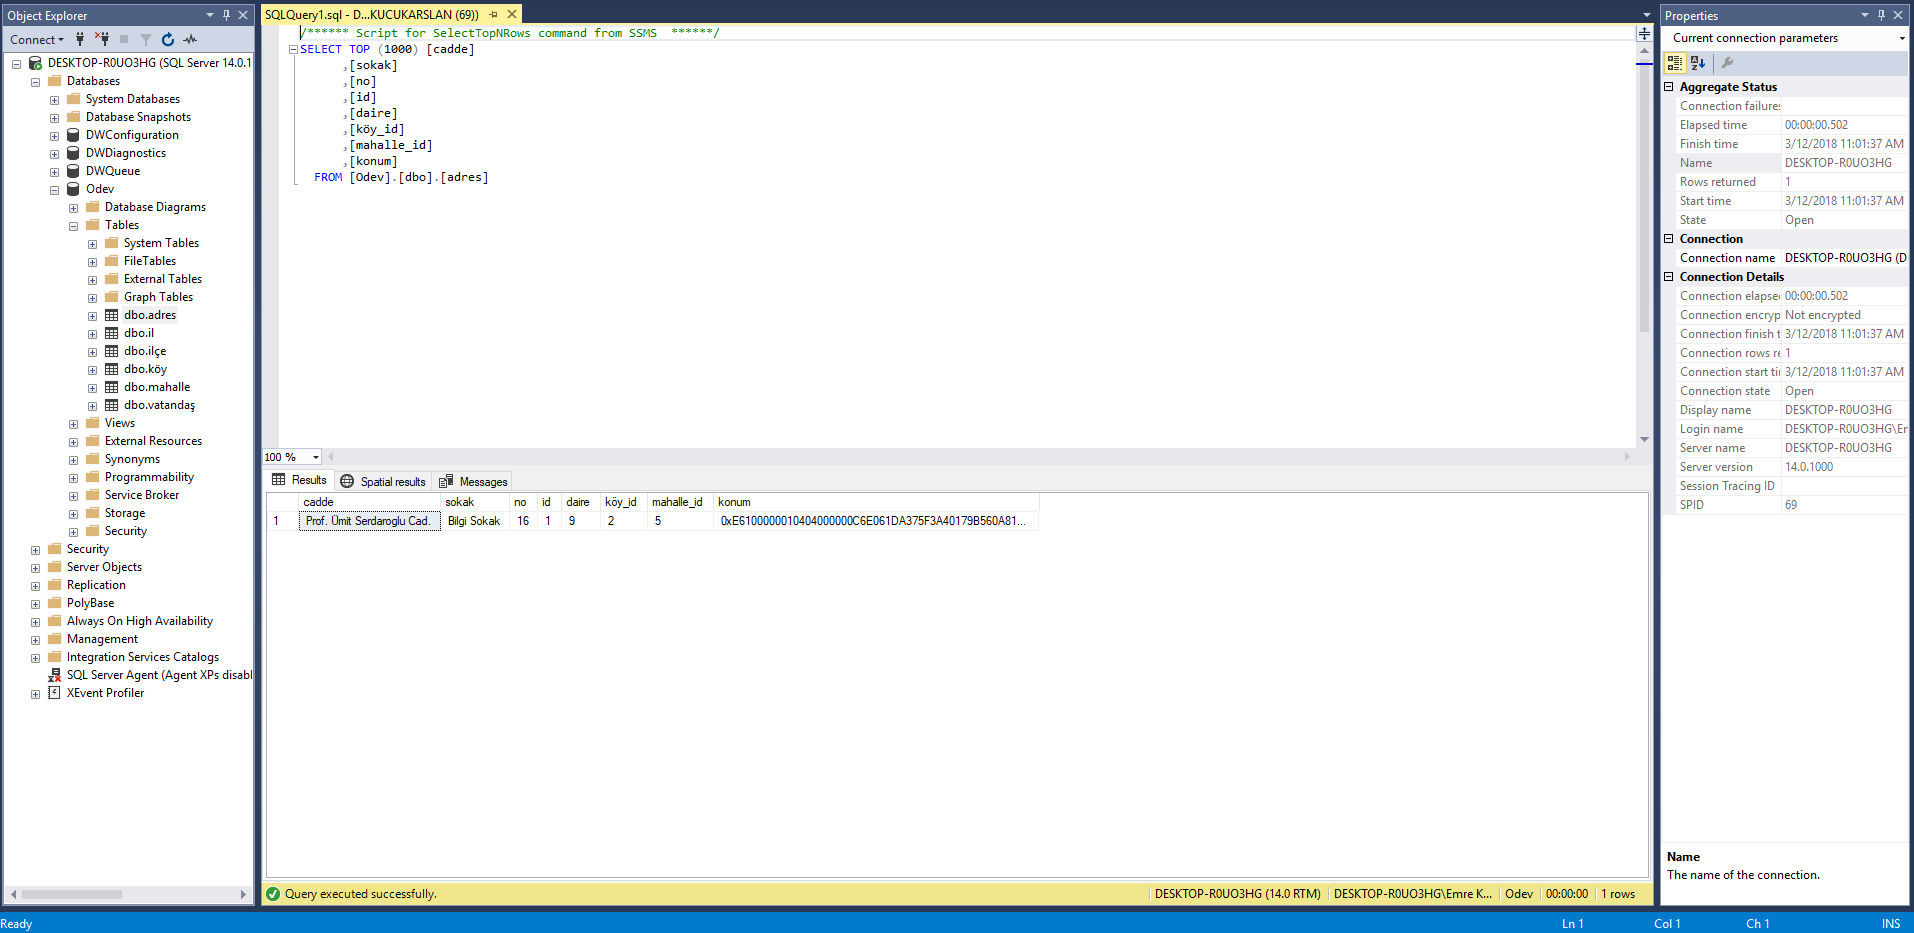 Object Explorer
Connect
DESKTOP-R0UO3HG (SQL Server 14.0.1
Databases
System Databases
Database Snapshots
DWConfiguration
DWDiagnostics
DWQueue
Odev
Database Diagrams
Tables
System Tables
FileTables
External Tables
Graph Tables
dbo.adres
dbo.il
dbo.ilçe
dbo.köy
dbo.mahalle
dbo.vatandaş
Views
External Resources
Synonyms
Programmability
Service Broker
Storage
Security
Security
Server Objects
Replication
PolyBase
Always On High Availability
Management
Integration Services Catalogs
SQL Server Agent (Agent XPs disabl
XEvent Profiler
SQLQuery1.sql - D...KUCUKARSLAN (69))
/****** Script for SelectTopNRows command from SSMS ******/
SELECT TOP (1000) [cadde]
,[sokak]
,[no]
,[id]
,[daire]
,[köy_id]
,[mahalle_id]
,[konum]
FROM [Odev].[dbo].[adres]
100 %
Results Spatial results Messages
cadde sokak no id daire köy_id mahalle_id konum
1 Prof. Ümit Serdaroglu Cad. Bilgi Sokak 16 1 9 2 5 0xE6100000010404000000C6E061DA375F3A40179B560A81...
Query executed successfully. DESKTOP-R0UO3HG (14.0 RTM) DESKTOP-R0UO3HG\Emre K... Odev 00:00:00 1 rows
Properties
Current connection parameters
Aggregate Status
Connection failures
Elapsed time 00:00:00.502
Finish time 3/12/2018 11:01:37 AM
Name DESKTOP-R0UO3HG
Rows returned 1
Start time 3/12/2018 11:01:37 AM
State Open
Connection
Connection name DESKTOP-R0UO3HG (D
Connection Details
Connection elapse 00:00:00.502
Connection encryp Not encrypted
Connection finish t 3/12/2018 11:01:37 AM
Connection rows re 1
Connection start ti 3/12/2018 11:01:37 AM
Connection state Open
Display name DESKTOP-R0UO3HG
Login name DESKTOP-R0UO3HG\Em
Server name DESKTOP-R0UO3HG
Server version 14.0.1000
Session Tracing ID
SPID 69
Name
The name of the connection.
Ready Ln 1 Col 1 Ch 1 INS